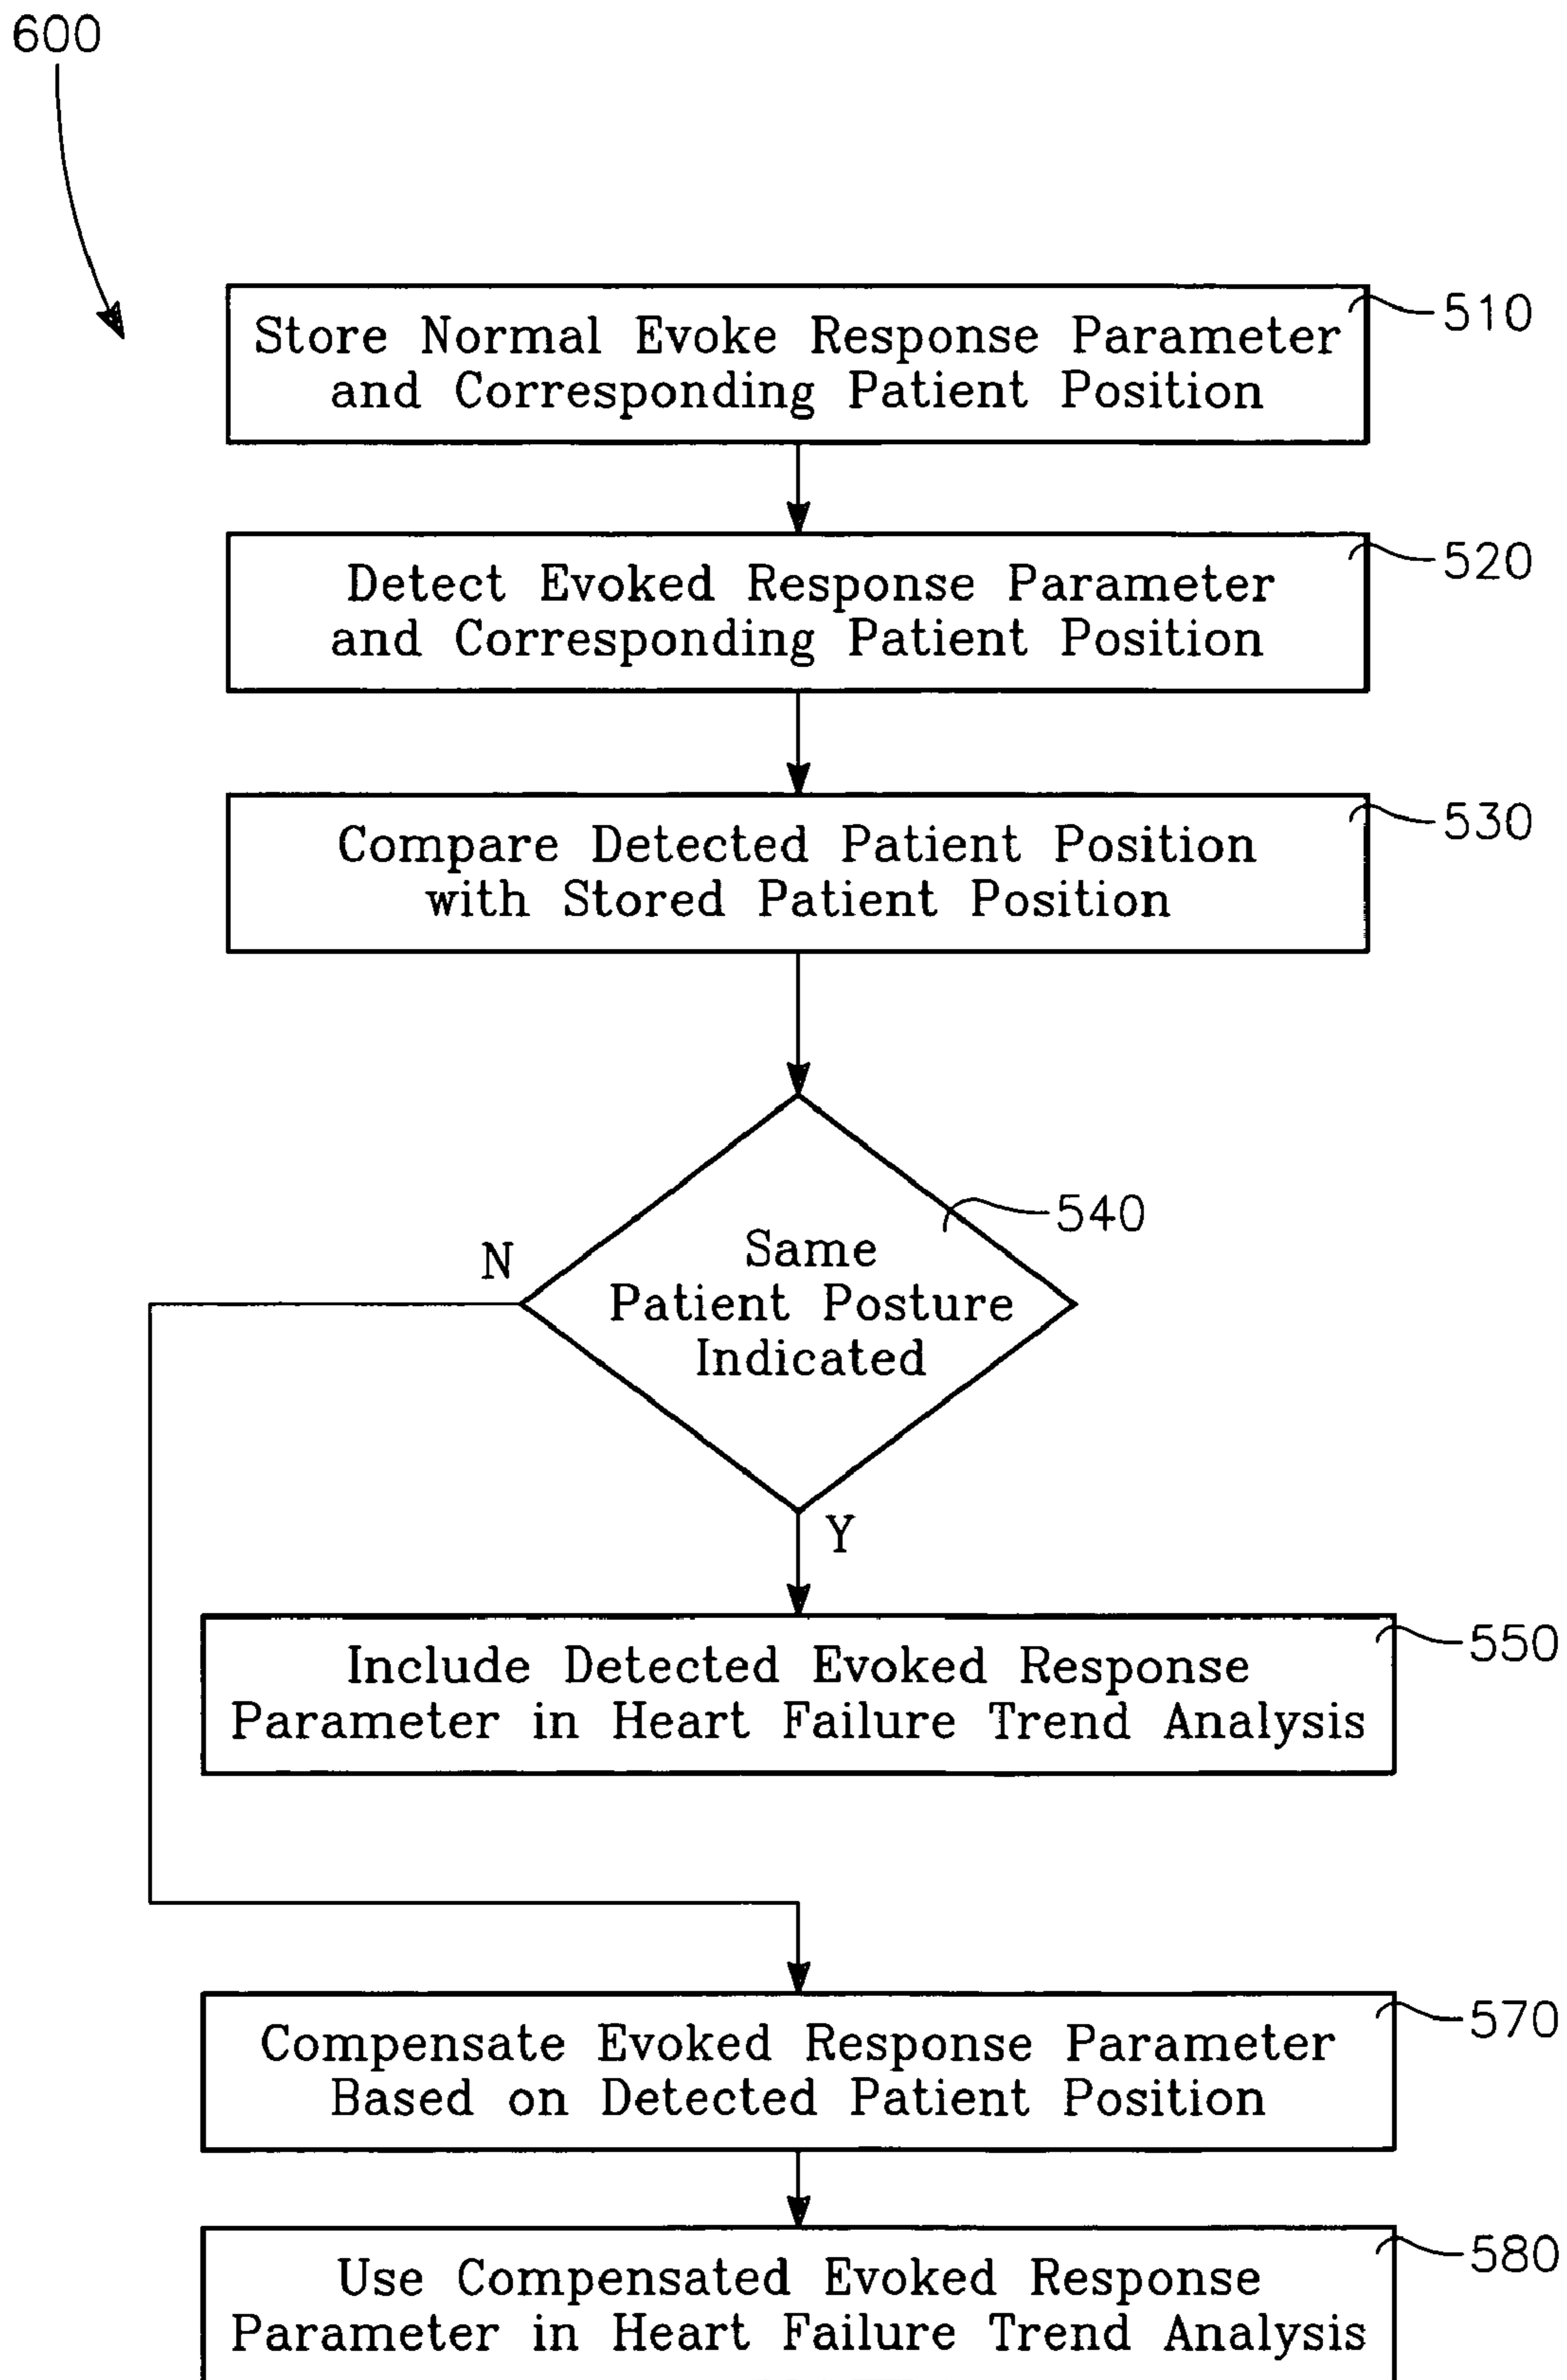 600
Store Normal Evoke Response Parameter
and Corresponding Patient Position
510
Detect Evoked Response Parameter
and Corresponding Patient Position
520
Compare Detected Patient Position
with Stored Patient Position
530
Same
Patient Posture
Indicated
540
N
Y
Include Detected Evoked Response
Parameter in Heart Failure Trend Analysis
550
Compensate Evoked Response Parameter
Based on Detected Patient Position
570
Use Compensated Evoked Response
Parameter in Heart Failure Trend Analysis
580